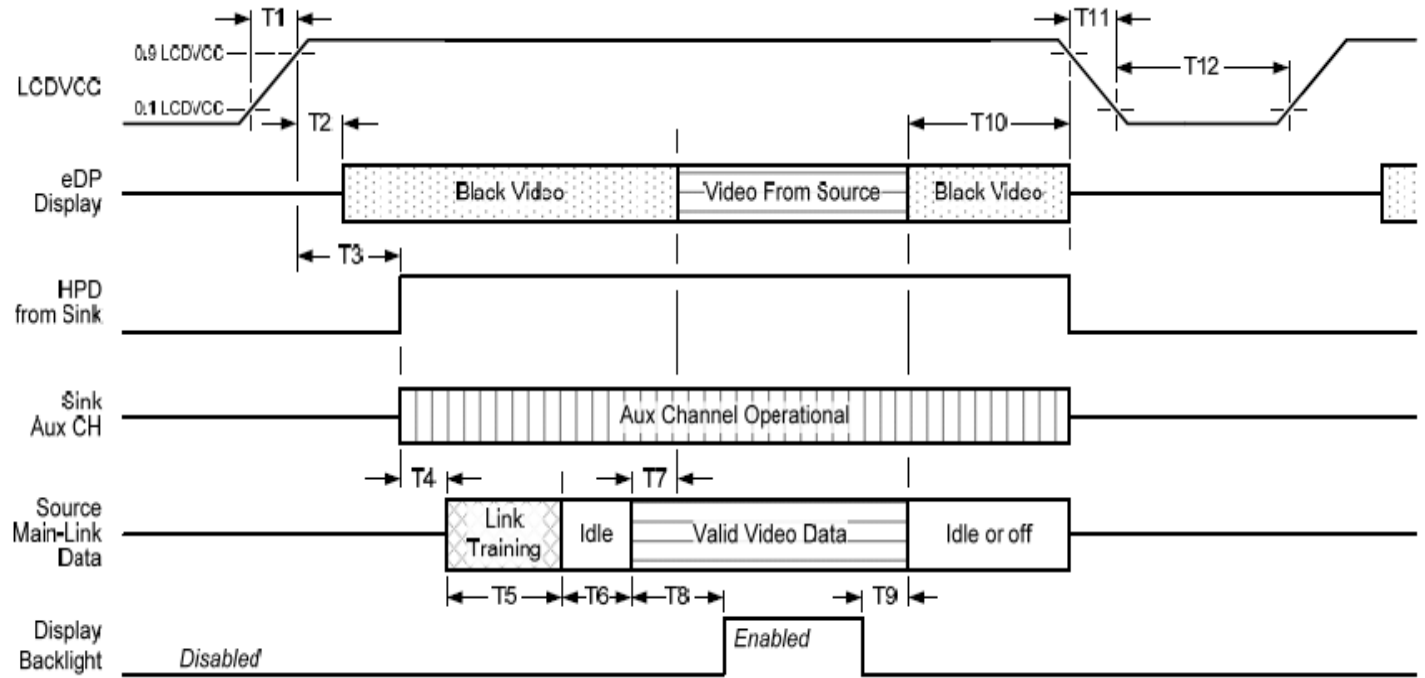 T1
T11
0.9 LCDVCC
LCDVCC
T12
0.1 LCDVCC
T2
T10
eDP
Display
Black Video
Video From Source
Black Video
T3
HPD
from Sink
Sink
Aux CH
Aux Channel Operational
T4
T7
Source
Main-Link
Data
Link
Training
Idle
Valid Video Data
Idle or off
T5
T6
T8
T9
Display
Backlight
Disabled
Enabled